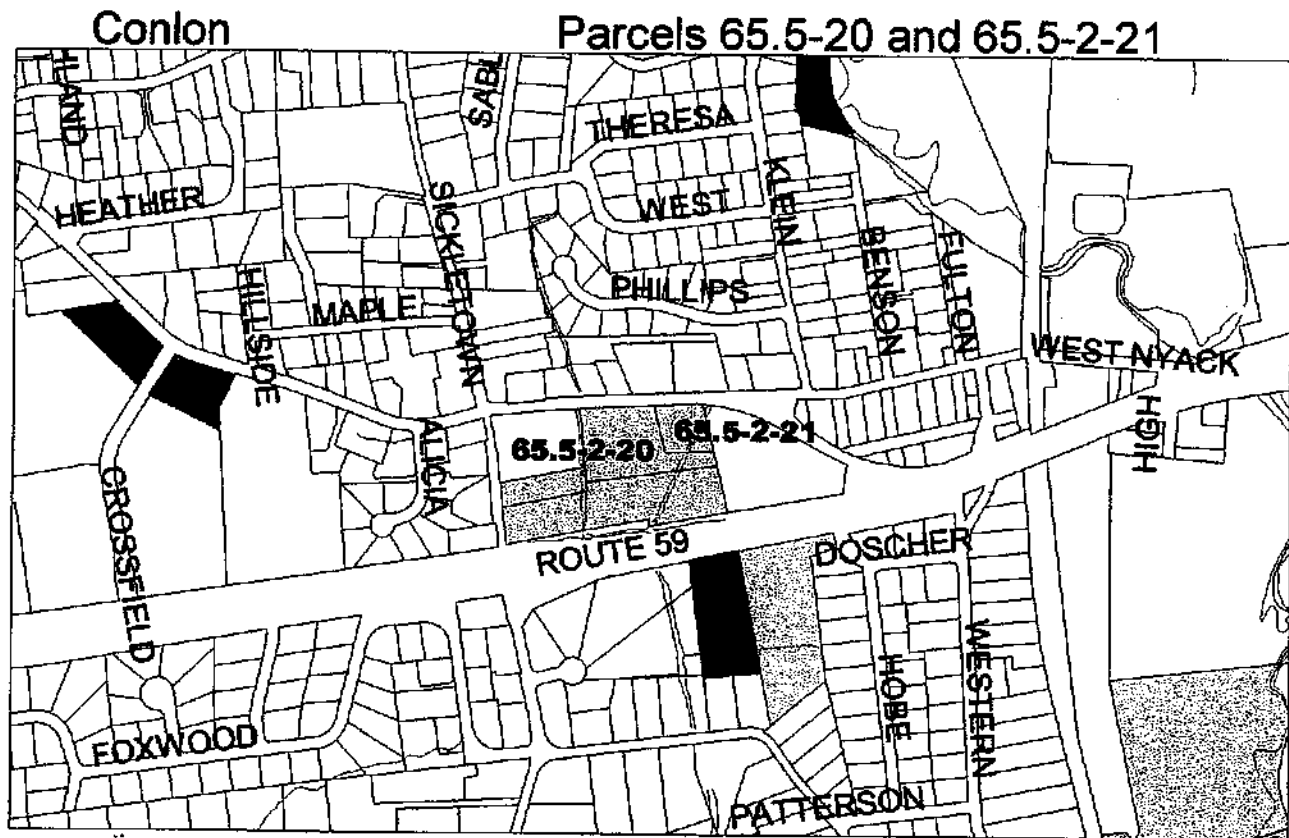 Conlon
Parcels 65.5-20 and 65.5-2-21
HLAND
SABL
THERESA
HEATHER
SICKLETOWN
WEST
KLEIN
BENSON
FULTON
HILLSIDE
MAPLE
PHILLIPS
WEST NYACK
HIGH
ALICIA
65.5-2-20
65.5-2-21
CROSSFIELD
ROUTE 59
DOSCHER
HOBE
WESTERN
FOXWOOD
PATTERSON